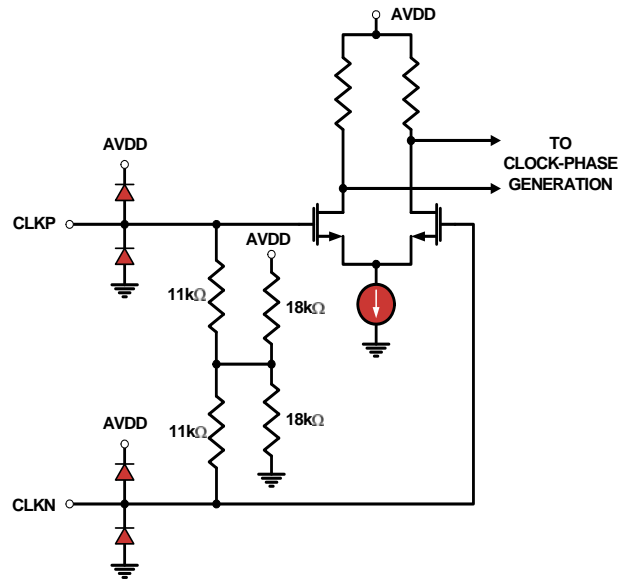 AVDD
TO
CLOCK-PHASE
GENERATION
AVDD
CLKP
AVDD
11kΩ
18kΩ
11kΩ
18kΩ
AVDD
CLKN